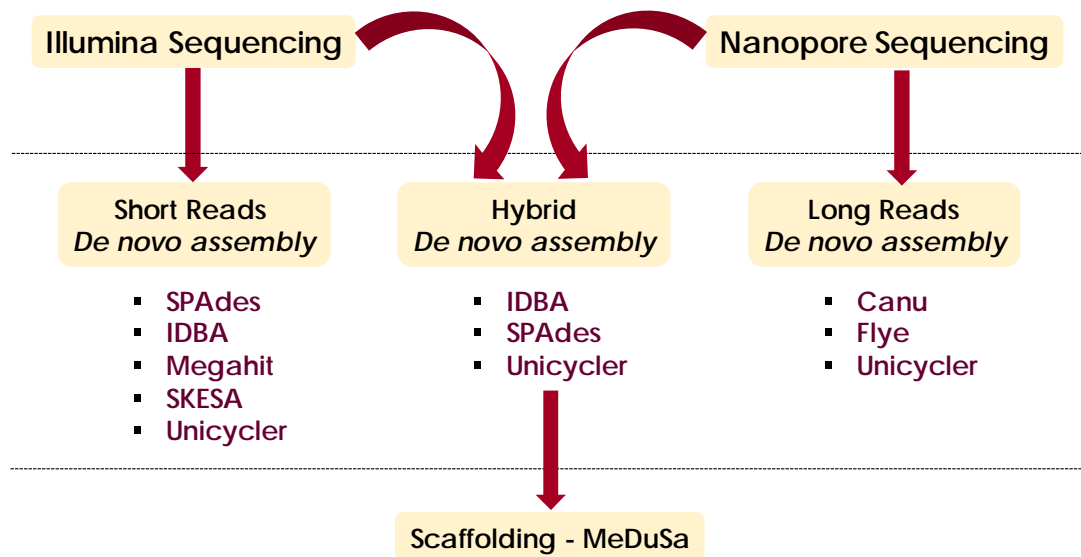 Illumina Sequencing
Nanopore Sequencing
Short Reads
De novo assembly
▪ SPAdes
▪ IDBA
▪ Megahit
▪ SKESA
▪ Unicycler
Hybrid
De novo assembly
▪ IDBA
▪ SPAdes
▪ Unicycler
Long Reads
De novo assembly
▪ Canu
▪ Flye
▪ Unicycler
Scaffolding - MeDuSa